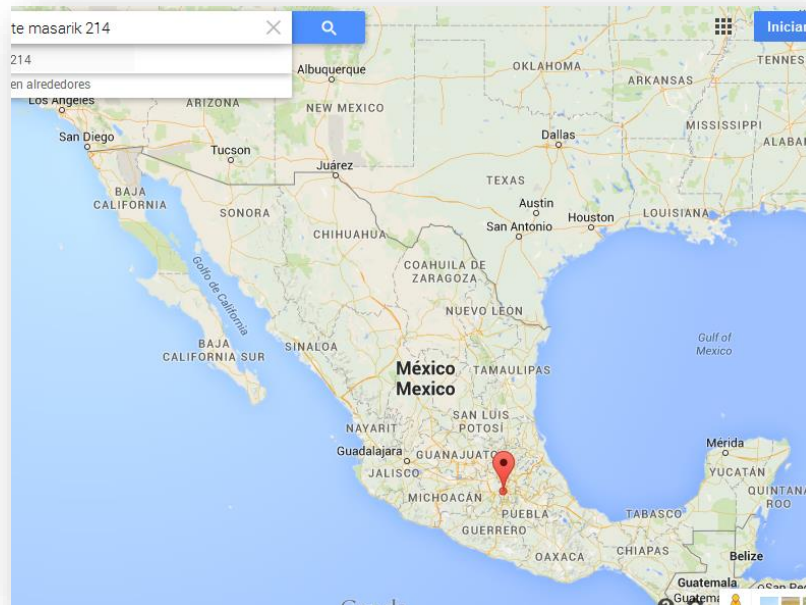 te masarik 214
Iniciar
214
en alrededores
Los Angeles
San Diego
ARIZONA
Tucson
Albuquerque
NEW MEXICO
Juárez
OKLAHOMA
ARKANSAS
TENNES
MISSISSIPPI
ALABA
Dallas
TEXAS
Austin
San Antonio
Houston
LOUISIANA
BAJA
CALIFORNIA
SONORA
CHIHUAHUA
COAHUILA DE
ZARAGOZA
NUEVO LEON
Golfo de California
BAJA
CALIFORNIA SUR
SINALOA
México
Mexico
TAMAULIPAS
Gulf of
Mexico
SAN LUIS
POTOSÍ
NAYARIT
Guadalajara
JALISCO
GUANAJUATO
MICHOACÁN
PUEBLA
GUERRERO
OAXACA
TABASCO
CHIAPAS
Mérida
YUCATÁN
QUINTANA
ROO
Belize
Guatemala
Guatema
San Pe